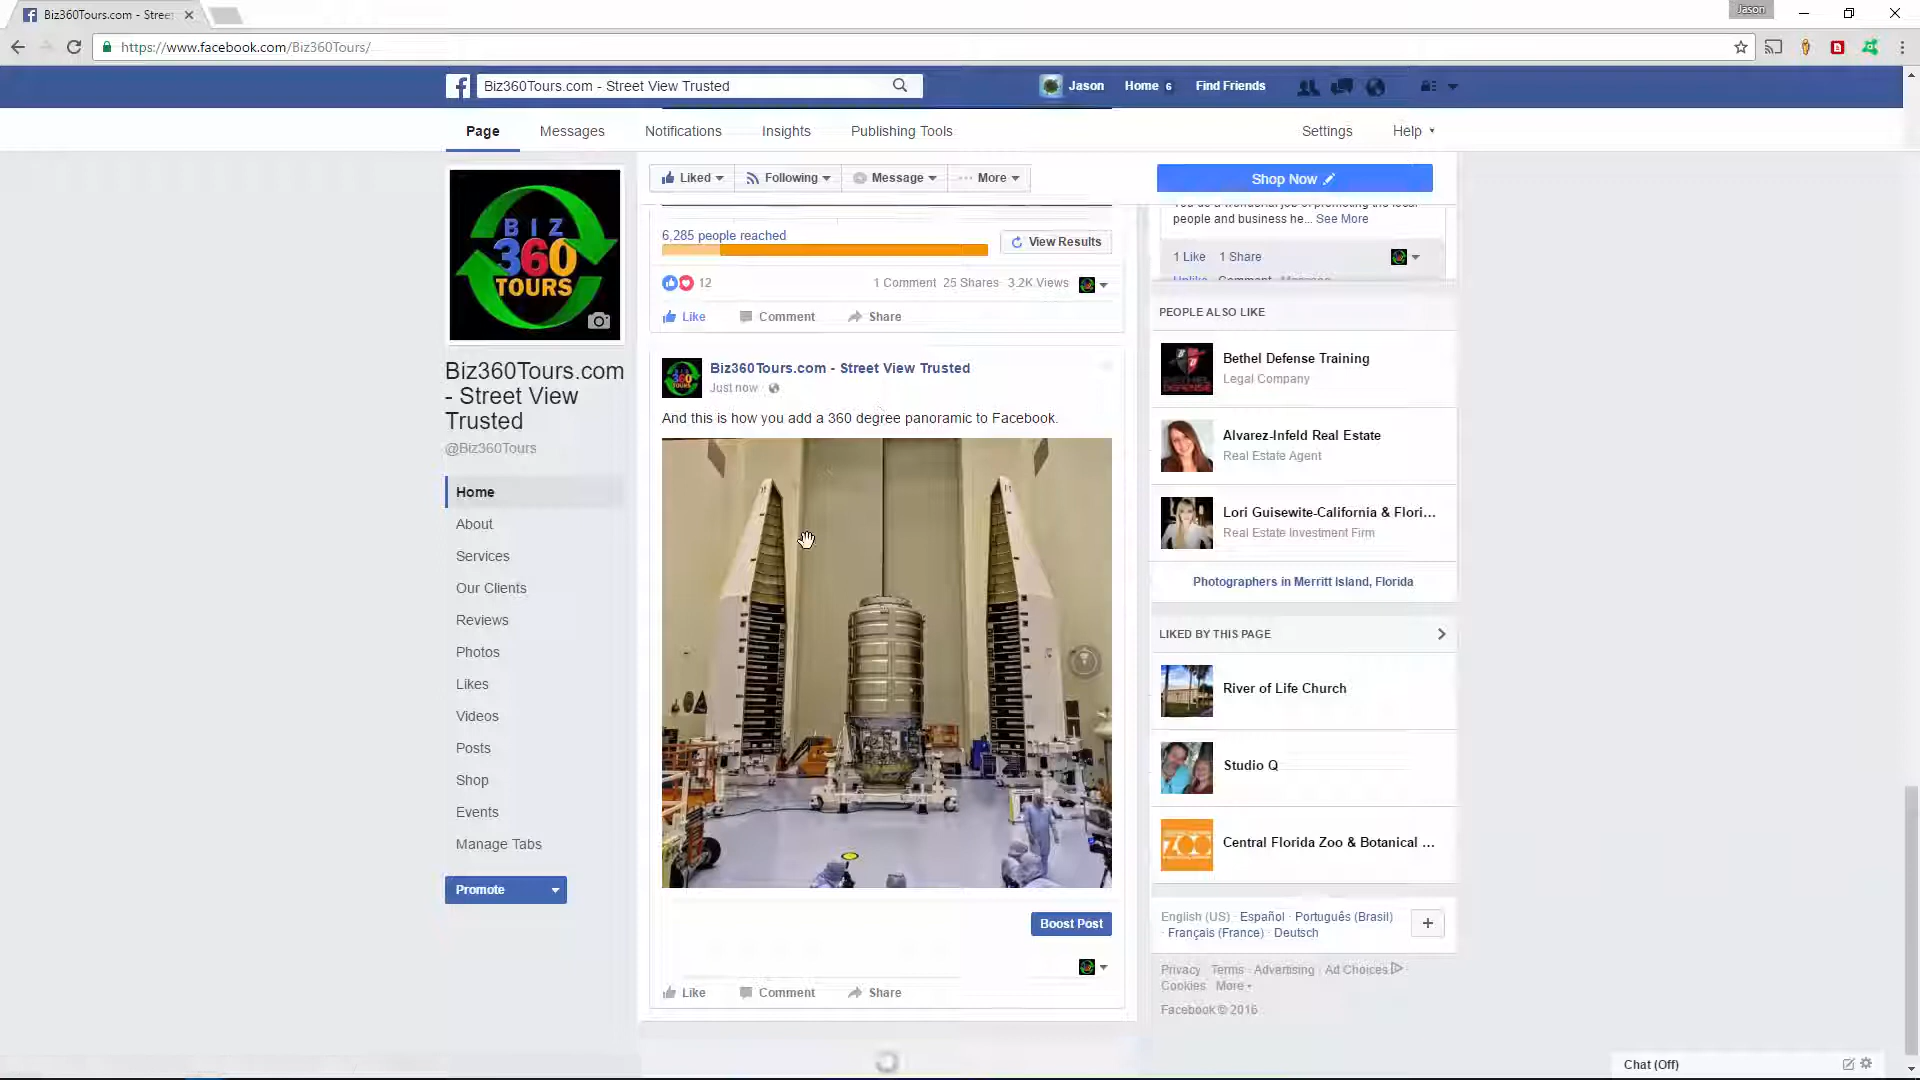 Biz360Tours.com - Stree
Jason
https://www.facebook.com/Biz360Tours/
Biz360Tours.com - Street View Trusted
Jason
Home 6
Find Friends
Page
Messages
Notifications
Insights
Publishing Tools
Settings
Help
BIZ
360
TOURS
Biz360Tours.com
- Street View
Trusted
@Biz360Tours
Home
About
Services
Our Clients
Reviews
Photos
Likes
Videos
Posts
Shop
Events
Manage Tabs
Promote
Liked
Following
Message
More
Shop Now
6,285 people reached
View Results
12
1 Comment 25 Shares 3.2K Views
Like
Comment
Share
Biz360Tours.com - Street View Trusted
Just now
And this is how you add a 360 degree panoramic to Facebook.
Boost Post
Like
Comment
Share
people and business he... See More
1 Like 1 Share
PEOPLE ALSO LIKE
Bethel Defense Training
Legal Company
Alvarez-Infeld Real Estate
Real Estate Agent
Lori Guisewite-California & Flori...
Real Estate Investment Firm
Photographers in Merritt Island, Florida
LIKED BY THIS PAGE
River of Life Church
Studio Q
ZOO
Central Florida Zoo & Botanical ...
English (US) · Español · Português (Brasil)
· Français (France) · Deutsch
Privacy · Terms · Advertising · Ad Choices
Cookies · More
Facebook © 2016
Chat (Off)